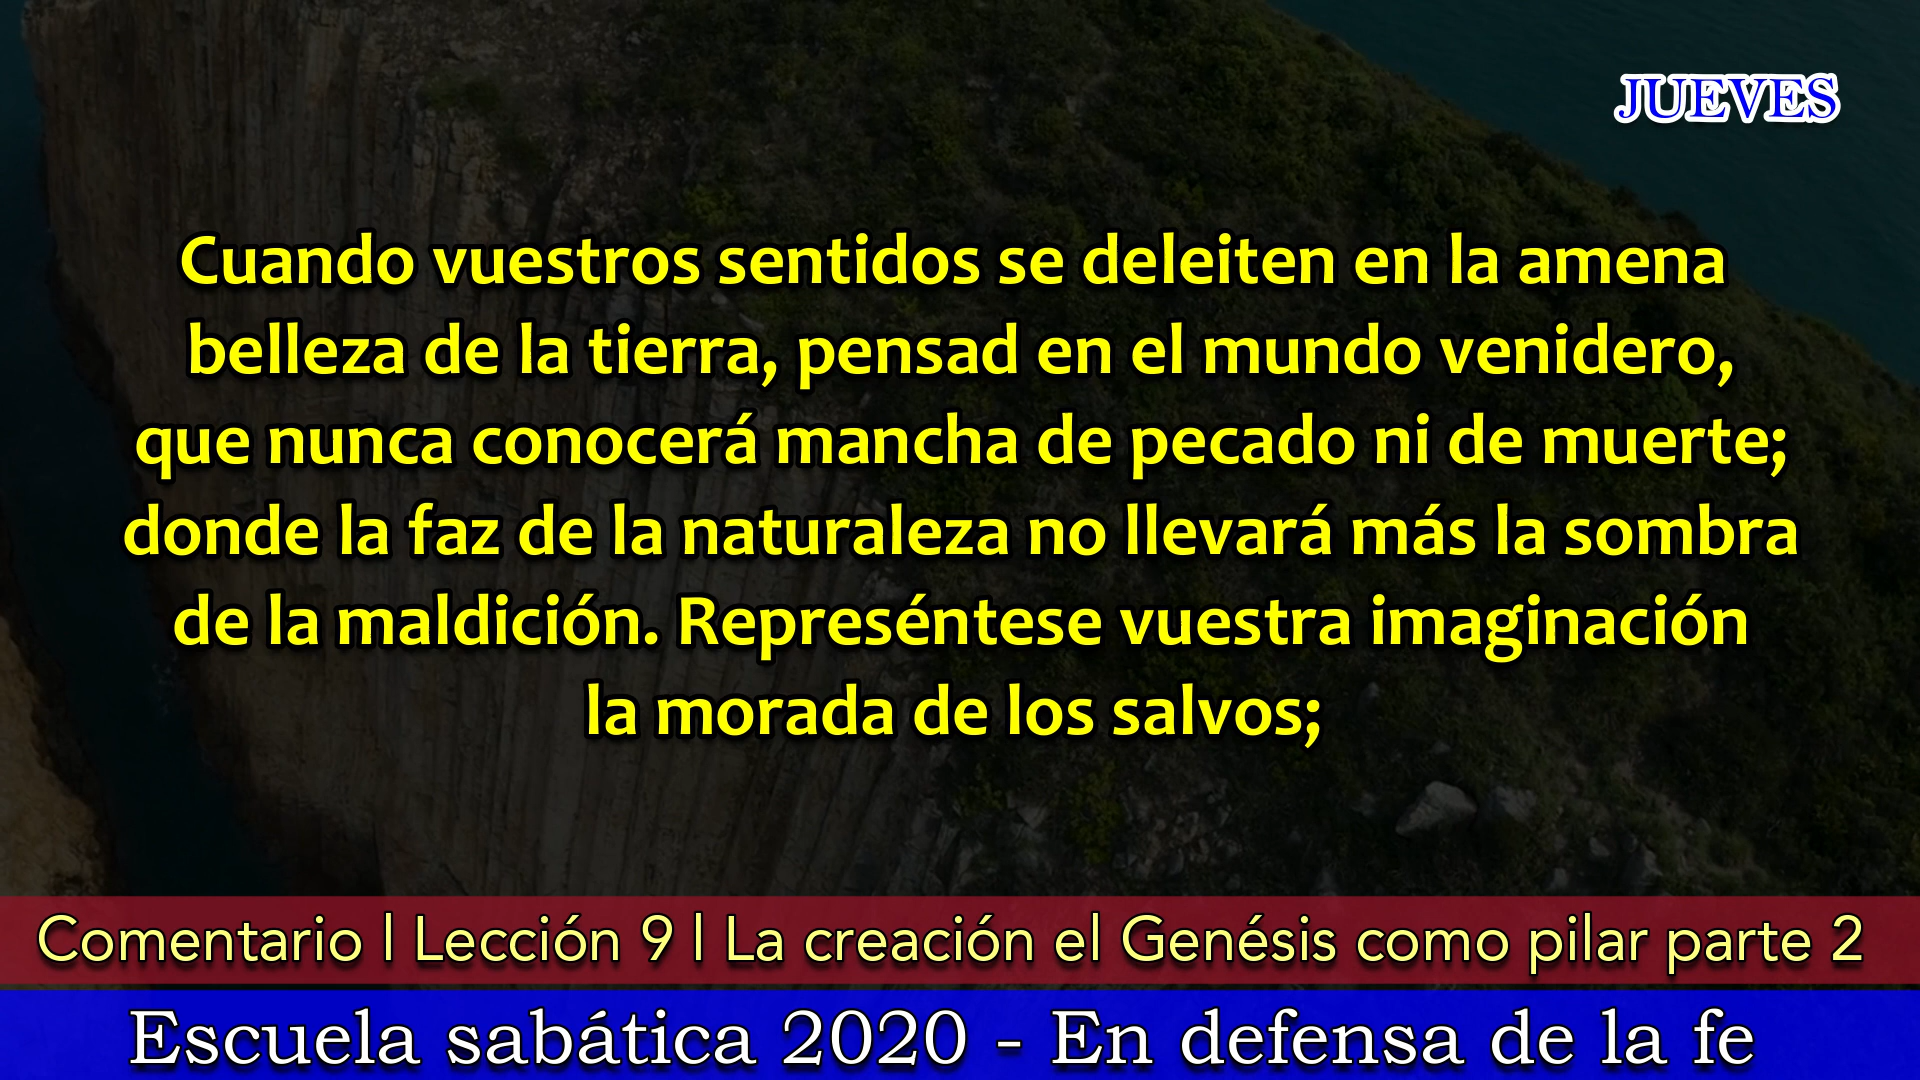 JUEVES
Cuando vuestros sentidos se deleiten en la amena
belleza de la tierra, pensad en el mundo venidero,
que nunca conocerá mancha de pecado ni de muerte;
donde la faz de la naturaleza no llevará más la sombra
de la maldición. Represéntese vuestra imaginación
la morada de los salvos;
Comentario | Lección 9 | La creación el Genésis como pilar parte 2
Escuela sabática 2020 - En defensa de la fe